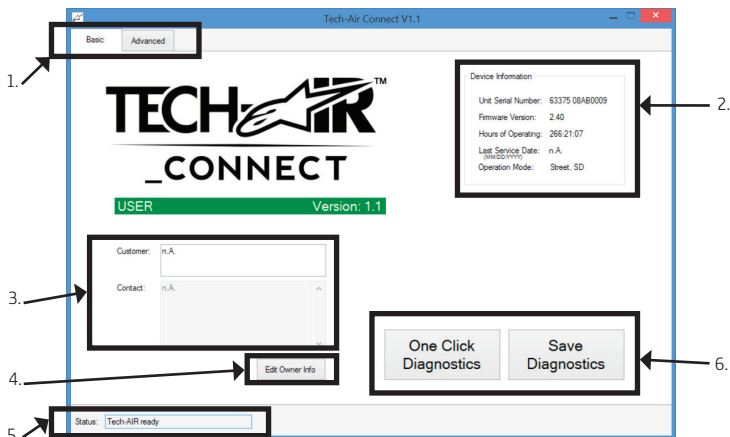 Tech-Air Connect V1.1
Basic Advanced
1.
TECH-AIR™
_CONNECT
USER Version: 1.1
Device Information
Unit Serial Number: 63375 08AB0009
Firmware Version: 2.40
Hours of Operating: 266:21:07
Last Service Date: n.A.
(MM/DD/YYYY)
Operation Mode: Street, SD
2.
Customer: n.A.
Contact: n.A.
3.
Edit Owner Info
4.
One Click
Diagnostics
Save
Diagnostics
6.
Status: Tech-AIR ready
5.